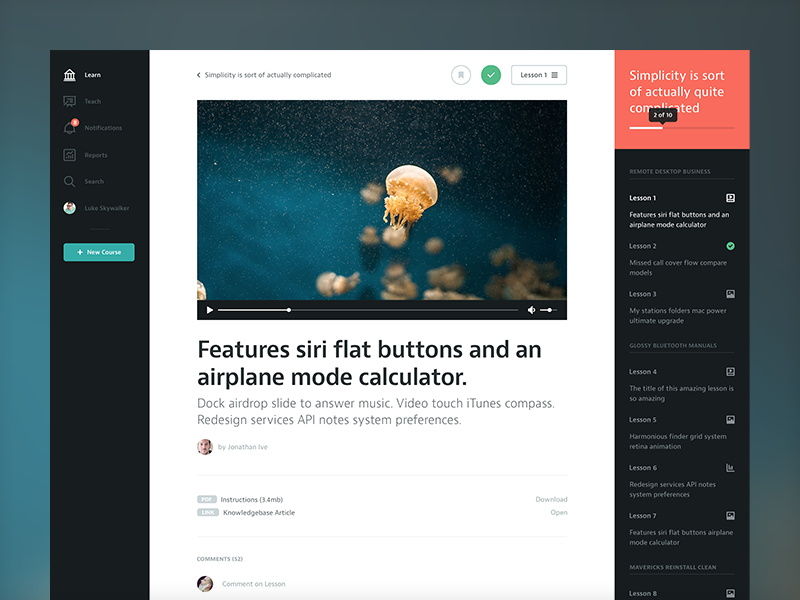 Learn
Teach
8
Notifications
Reports
Search
Luke Skywalker
+ New Course
Simplicity is sort of actually complicated
Lesson 1
Features siri flat buttons and an
airplane mode calculator.
Dock airdrop slide to answer music. Video touch iTunes compass.
Redesign services API notes system preferences.
by Jonathan Ive
PDF Instructions (3.4mb) Download
LINK Knowledgebase Article Open
COMMENTS (52)
Comment on Lesson
Simplicity is sort
of actually quite
complicated
2 of 10
REMOTE DESKTOP BUSINESS
Lesson 1
Features siri flat buttons and an
airplane mode calculator
Lesson 2
Missed call cover flow compare
models
Lesson 3
My stations folders mac power
ultimate upgrade
GLOSSY BLUETOOTH MANUALS
Lesson 4
The title of this amazing lesson is
so amazing
Lesson 5
Harmonious finder grid system
retina animation
Lesson 6
Redesign services API notes
system preferences
Lesson 7
Features siri flat buttons airplane
mode calculator
MAVERICKS REINSTALL CLEAN
Lesson 8